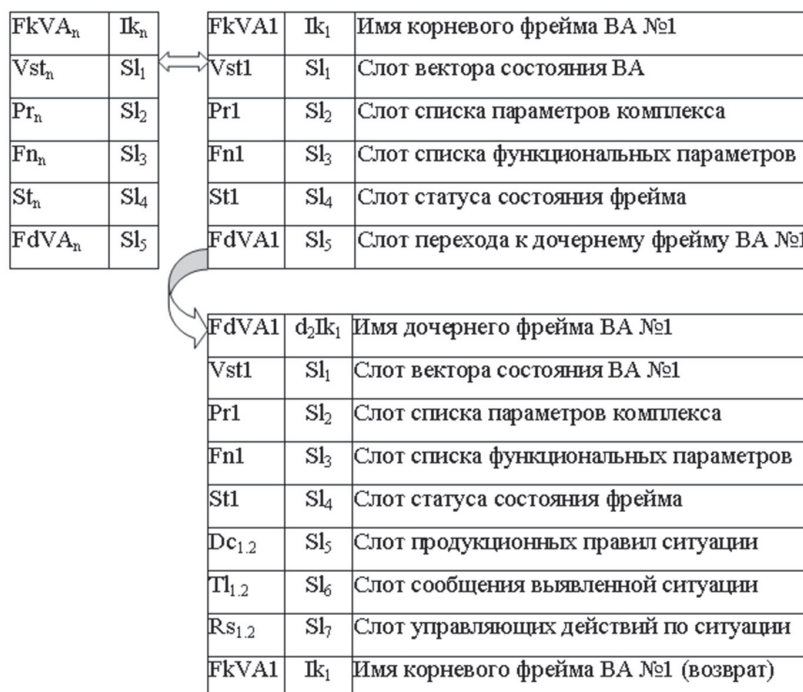 FkVAₙ Ikₙ FkVA1 Ik₁ Имя корневого фрейма ВА №1
Vstₙ Sl₁ Vst1 Sl₁ Слот вектора состояния ВА
Prₙ Sl₂ Pr1 Sl₂ Слот списка параметров комплекса
Fnₙ Sl₃ Fn1 Sl₃ Слот списка функциональных параметров
Stₙ Sl₄ St1 Sl₄ Слот статуса состояния фрейма
FdVAₙ Sl₅ FdVA1 Sl₅ Слот перехода к дочернему фрейму ВА №1
FdVA1 d₂Ik₁ Имя дочернего фрейма ВА №1
Vst1 Sl₁ Слот вектора состояния ВА №1
Pr1 Sl₂ Слот списка параметров комплекса
Fn1 Sl₃ Слот списка функциональных параметров
St1 Sl₄ Слот статуса состояния фрейма
Dc₁.₂ Sl₅ Слот продукционных правил ситуации
Tl₁.₂ Sl₆ Слот сообщения выявленной ситуации
Rs₁.₂ Sl₇ Слот управляющих действий по ситуации
FkVA1 Ik₁ Имя корневого фрейма ВА №1 (возврат)